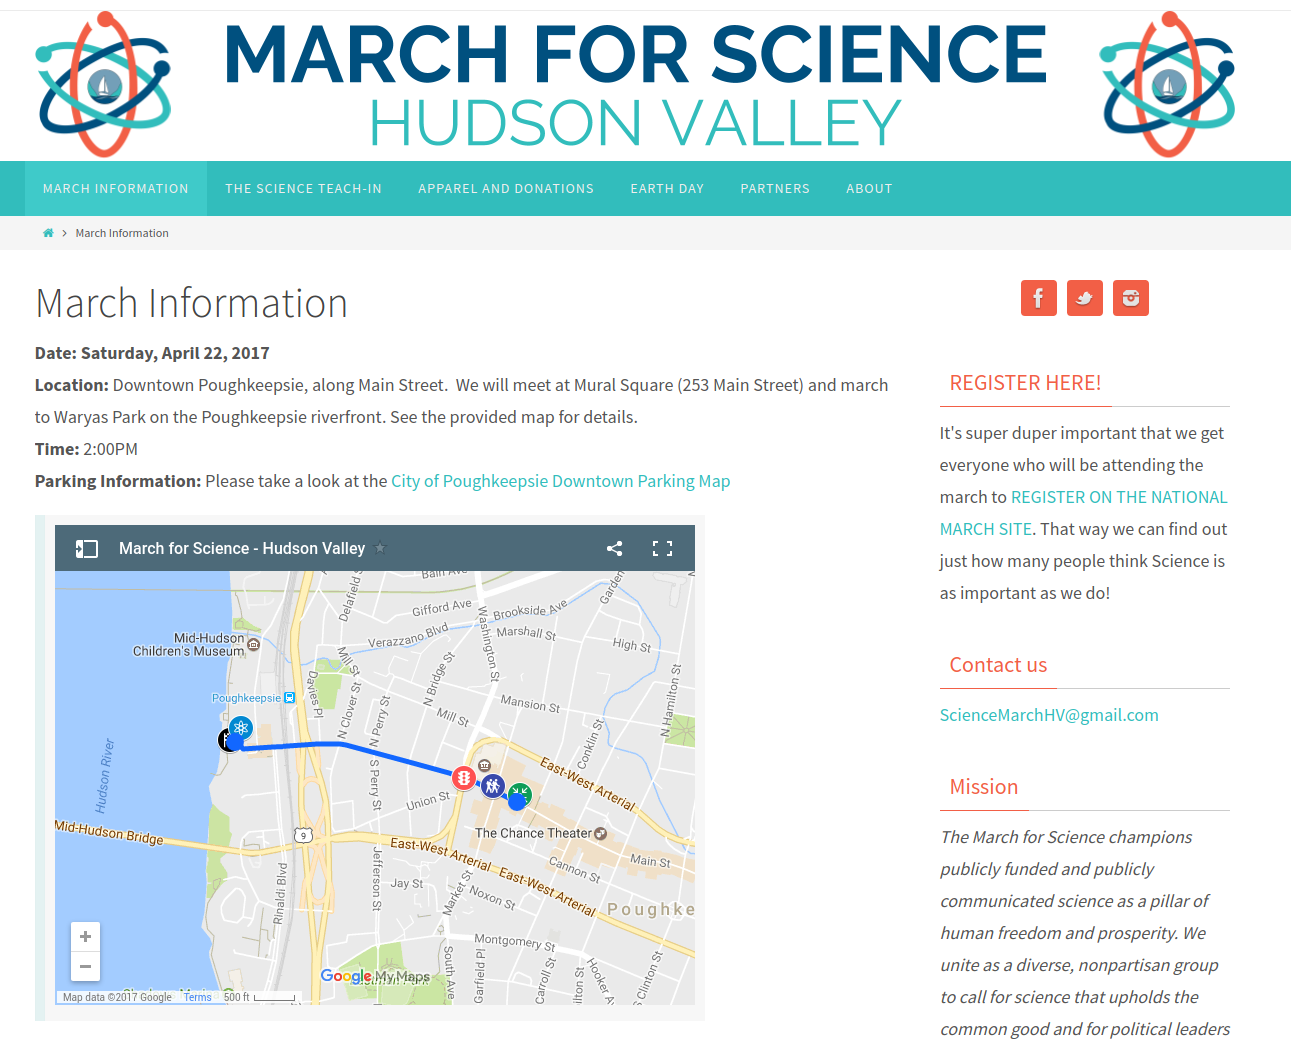 MARCH FOR SCIENCE
HUDSON VALLEY
MARCH INFORMATION THE SCIENCE TEACH-IN APPAREL AND DONATIONS EARTH DAY PARTNERS ABOUT
March Information
March Information
Date: Saturday, April 22, 2017
Location: Downtown Poughkeepsie, along Main Street. We will meet at Mural Square (253 Main Street) and march
to Waryas Park on the Poughkeepsie riverfront. See the provided map for details.
Time: 2:00PM
Parking Information: Please take a look at the City of Poughkeepsie Downtown Parking Map
March for Science - Hudson Valley
Bain Ave
Delafield S
Garden
Gifford Ave
Brookside Ave
Washington St
Verazzano Blvd
Marshall St
High St
Mid-Hudson
Children's Museum
Mill St
N Bridge St
Davies Pl
N Hamilton St
Poughkeepsie
N Clover St
N Perry St
Mansion St
Mill St
Conklin St
Hudson River
S Perry St
East-West Arterial
Union St
Mid-Hudson Bridge
9
The Chance Theater
East-West Arterial
East-West Arterial
Main St
Cannon St
Jefferson St
Rinaldi Blvd
Jay St
Market St
Noxon St
Poughke
Montgomery St
South Ave
Garfield Pl
Carroll St
ilton St
Hooker A
S Clinton St
Google My Maps
Map data ©2017 Google Terms 500 ft
REGISTER HERE!
It's super duper important that we get
everyone who will be attending the
march to REGISTER ON THE NATIONAL
MARCH SITE. That way we can find out
just how many people think Science is
as important as we do!
Contact us
ScienceMarchHV@gmail.com
Mission
The March for Science champions
publicly funded and publicly
communicated science as a pillar of
human freedom and prosperity. We
unite as a diverse, nonpartisan group
to call for science that upholds the
common good and for political leaders